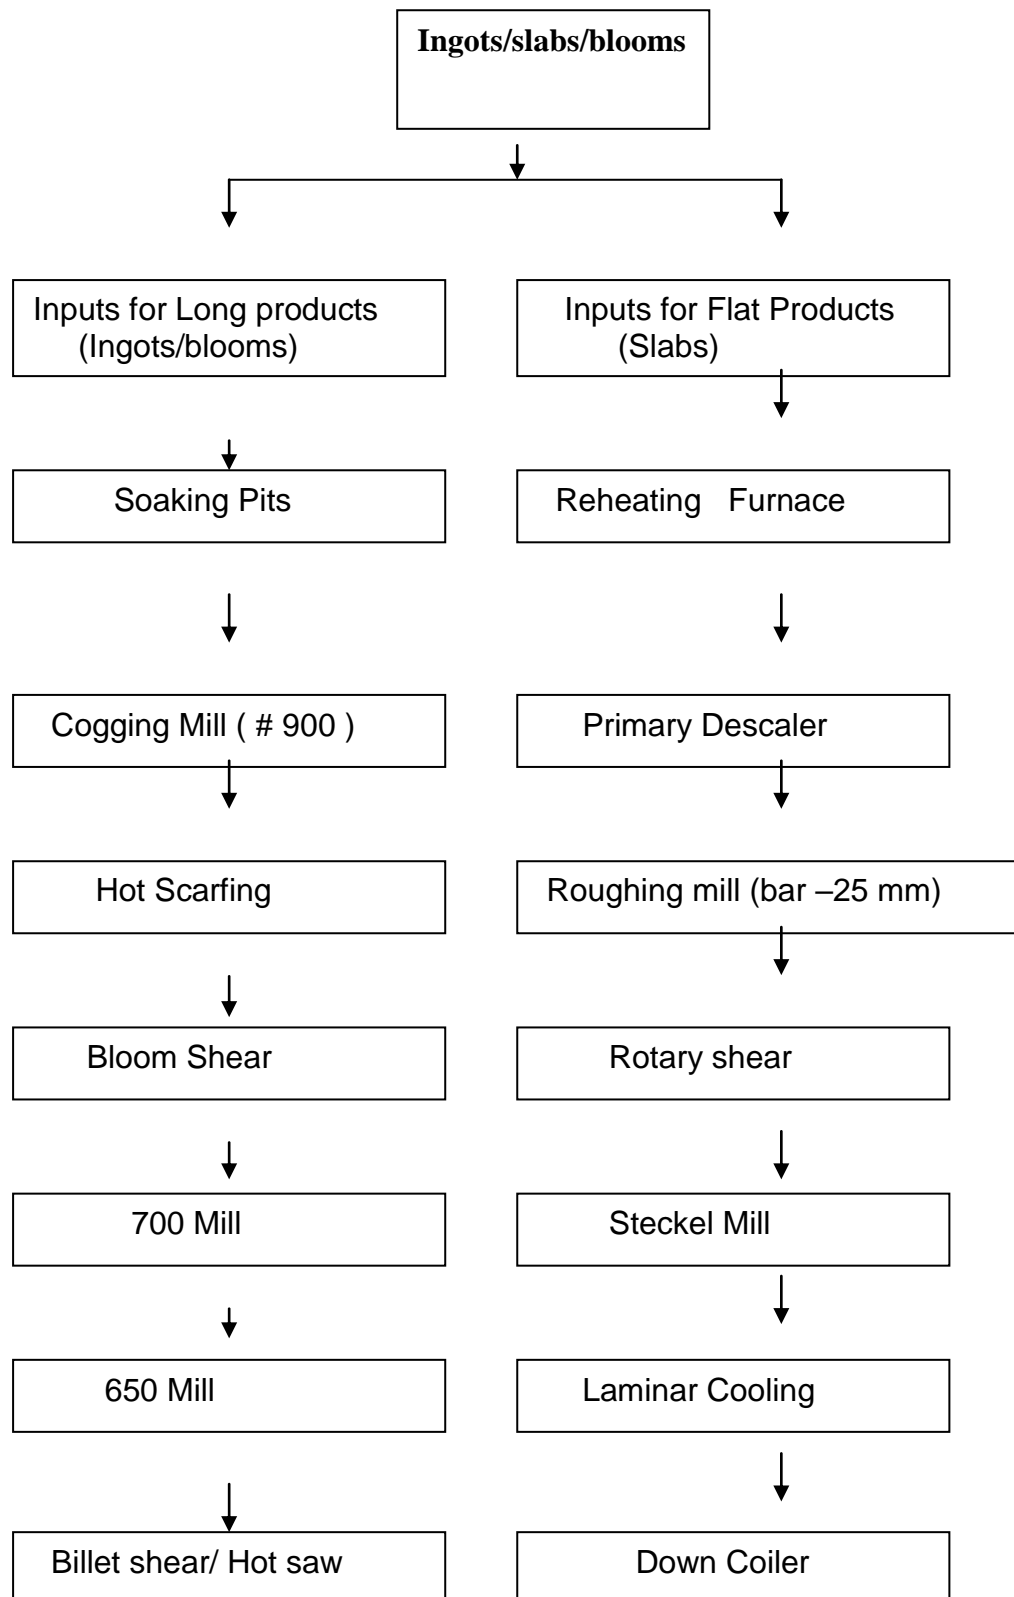 Ingots/slabs/blooms
Inputs for Long products
(Ingots/blooms)
Inputs for Flat Products
(Slabs)
Soaking Pits
Reheating Furnace
Cogging Mill ( # 900 )
Primary Descaler
Hot Scarfing
Roughing mill (bar –25 mm)
Bloom Shear
Rotary shear
700 Mill
Steckel Mill
650 Mill
Laminar Cooling
Billet shear/ Hot saw
Down Coiler